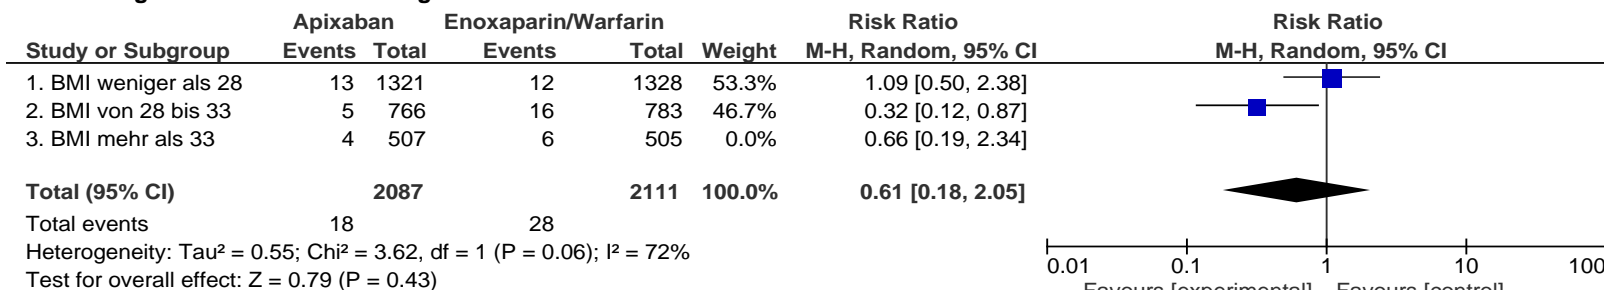 Apixaban Enoxaparin/Warfarin Risk Ratio Risk Ratio
Study or Subgroup Events Total Events Total Weight M-H, Random, 95% CI M-H, Random, 95% CI
1. BMI weniger als 28 13 1321 12 1328 53.3% 1.09 [0.50, 2.38]
2. BMI von 28 bis 33 5 766 16 783 46.7% 0.32 [0.12, 0.87]
3. BMI mehr als 33 4 507 6 505 0.0% 0.66 [0.19, 2.34]
Total (95% CI) 2087 2111 100.0% 0.61 [0.18, 2.05]
Total events 18 28
Heterogeneity: Tau² = 0.55; Chi² = 3.62, df = 1 (P = 0.06); I² = 72%
Test for overall effect: Z = 0.79 (P = 0.43)
0.01 0.1 1 10 100
Favours [experimental] Favours [control]